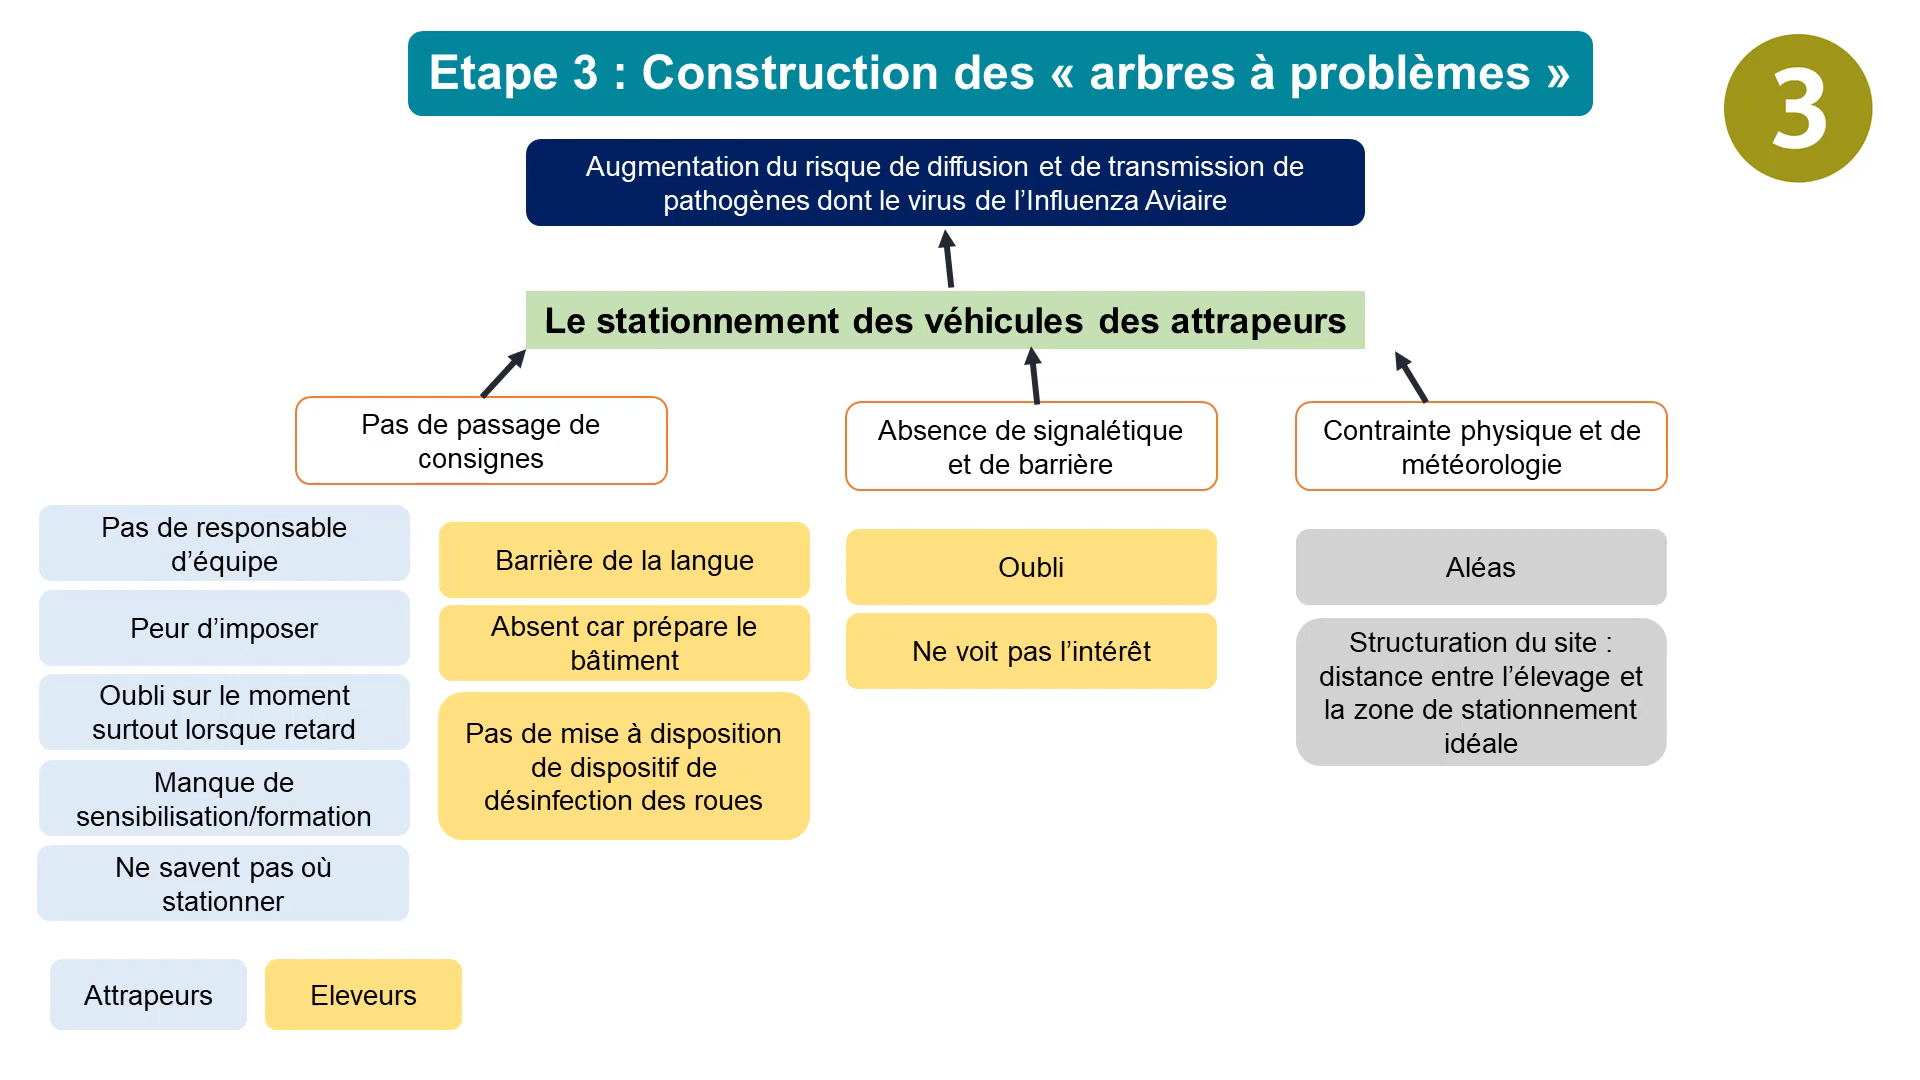 Etape 3 : Construction des « arbres à problèmes »
3
Augmentation du risque de diffusion et de transmission de
pathogènes dont le virus de l’Influenza Aviaire
Le stationnement des véhicules des attrapeurs
Pas de passage de
consignes
Absence de signalétique
et de barrière
Contrainte physique et de
météorologie
Pas de responsable
d’équipe
Peur d’imposer
Oubli sur le moment
surtout lorsque retard
Manque de
sensibilisation/formation
Ne savent pas où
stationner
Barrière de la langue
Absent car prépare le
bâtiment
Pas de mise à disposition
de dispositif de
désinfection des roues
Oubli
Ne voit pas l’intérêt
Aléas
Structuration du site :
distance entre l’élevage et
la zone de stationnement
idéale
Attrapeurs
Eleveurs